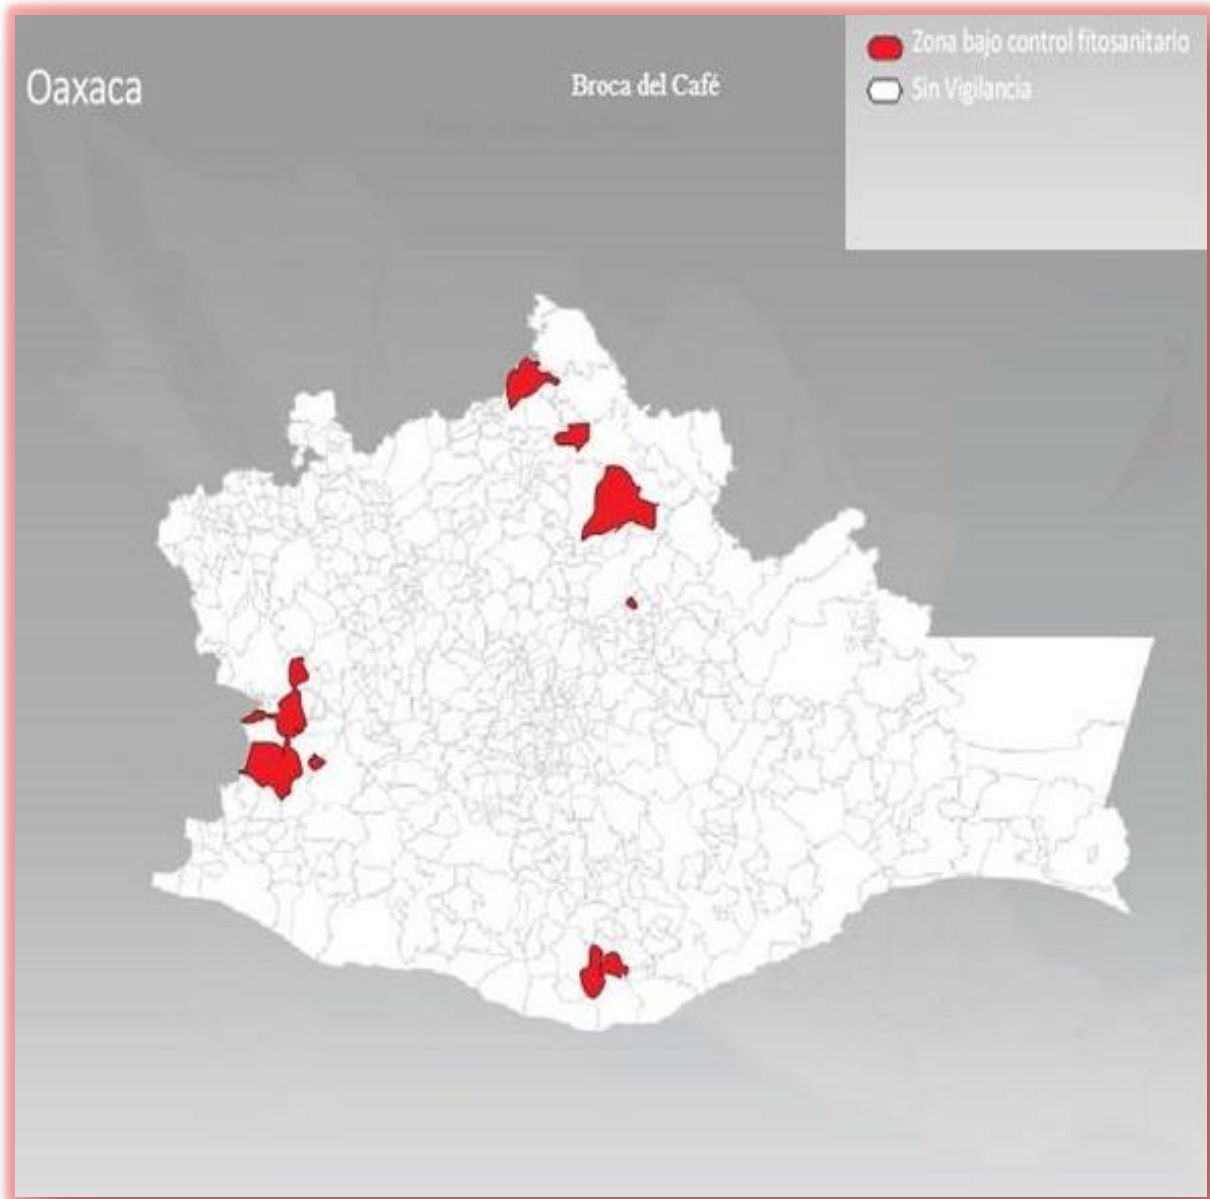 Oaxaca
Broca del Café
Zona bajo control fitosanitario
Sin Vigilancia